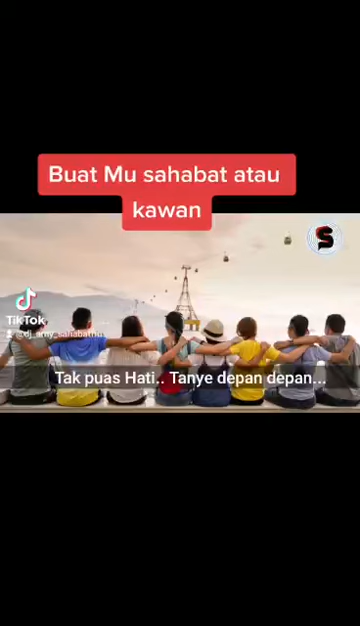 Buat Mu sahabat atau
kawan
S
TikTok
Tak puas Hati.. Tanye depan depan...